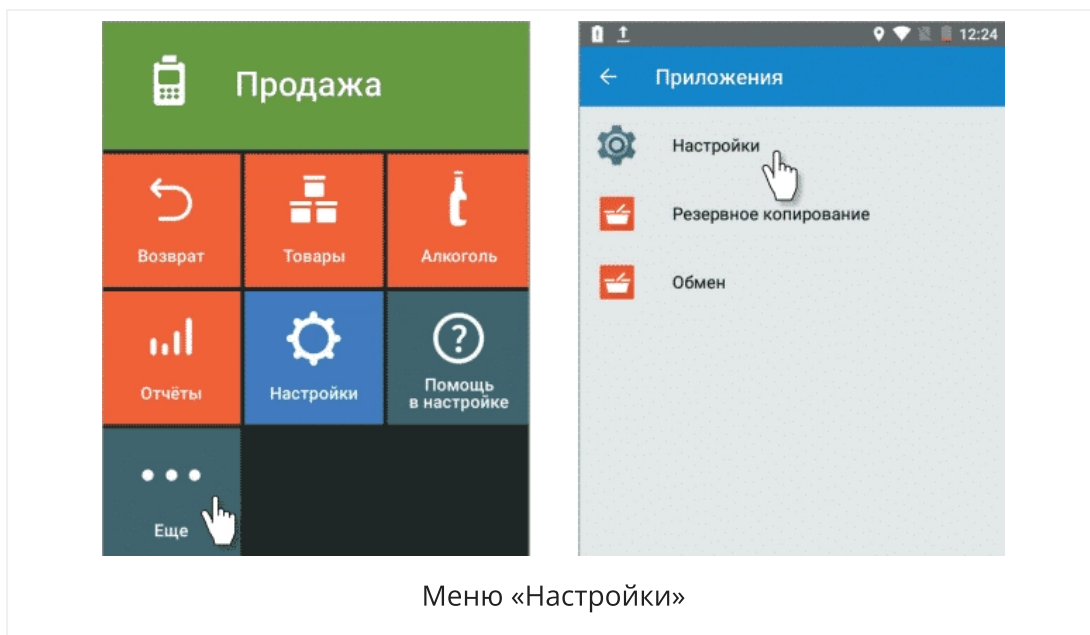 Продажа
Возврат
Товары
Алкоголь
Отчёты
Настройки
Помощь
в настройке
Еще
12:24
Приложения
Настройки
Резервное копирование
Обмен
Меню «Настройки»